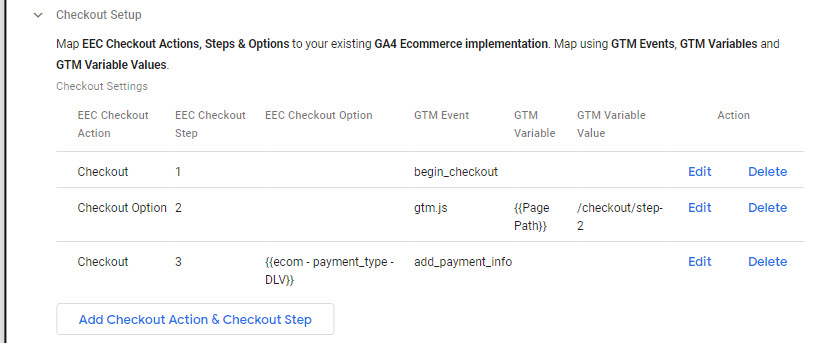 Checkout Setup
Map EEC Checkout Actions, Steps & Options to your existing GA4 Ecommerce implementation. Map using GTM Events, GTM Variables and
GTM Variable Values.
Checkout Settings
EEC Checkout Action EEC Checkout Step EEC Checkout Option GTM Event GTM Variable GTM Variable Value Action
Checkout 1 begin_checkout Edit Delete
Checkout Option 2 gtm.js {{Page Path}} /checkout/step-2 Edit Delete
Checkout 3 {{ecom - payment_type - DLV}} add_payment_info Edit Delete
Add Checkout Action & Checkout Step